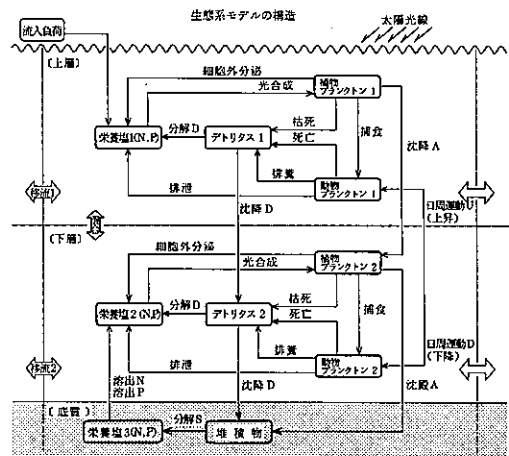 生態系モデルの構造
流入負荷
太陽光線
(上層)
細胞外分泌
光合成
植物
プランクトン 1
栄養塩1(N,P)
分解D
デトリタス 1
枯死
死亡
捕食
沈降 A
排糞
排泄
動物
プランクトン 1
移流1
沈降 D
日周運動U
(上昇)
(下層)
細胞外分泌
光合成
植物
プランクトン 2
栄養塩2(N,P)
分解D
デトリタス 2
枯死
死亡
捕食
排糞
排泄
動物
プランクトン 2
日周運動D
(下降)
移流2
溶出N
溶出P
沈降 D
沈殿 A
(底質)
分解S
栄養塩3(N,P)
堆積物